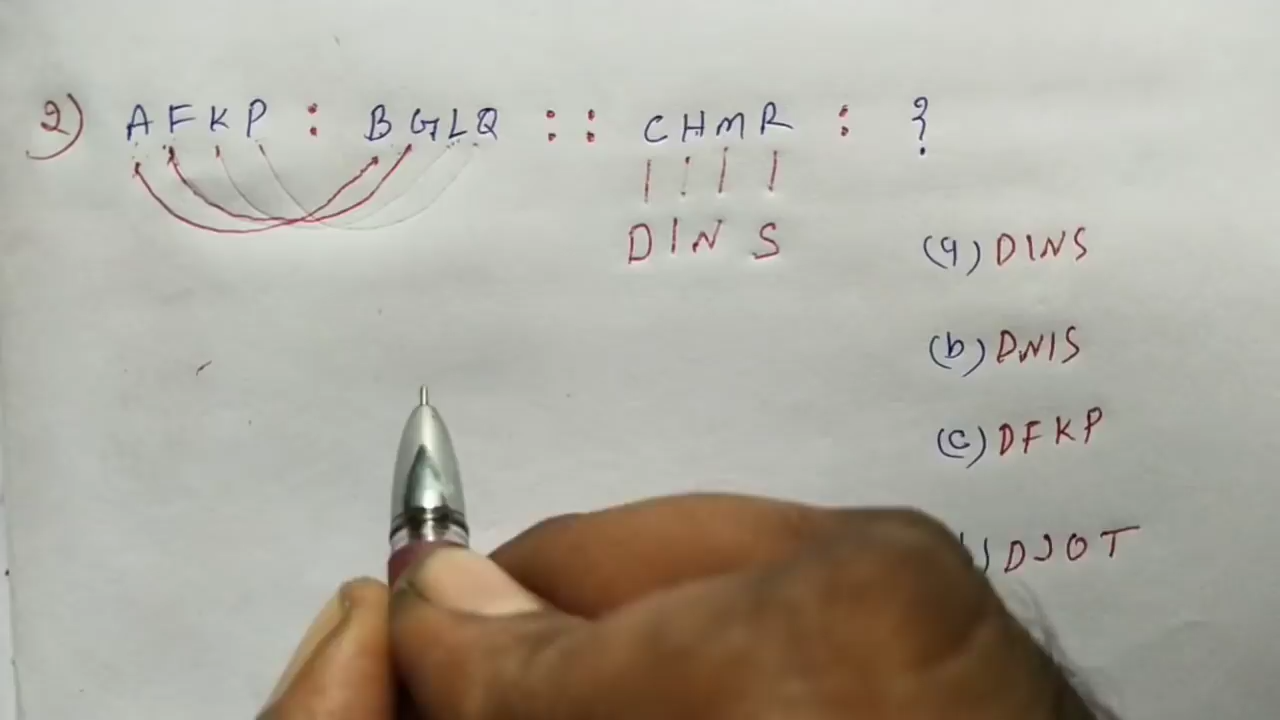 2) AFKP : BGLQ :: CHMR : ?
DINS
(a) DINS
(b) DNIS
(c) DFKP
) DJOT